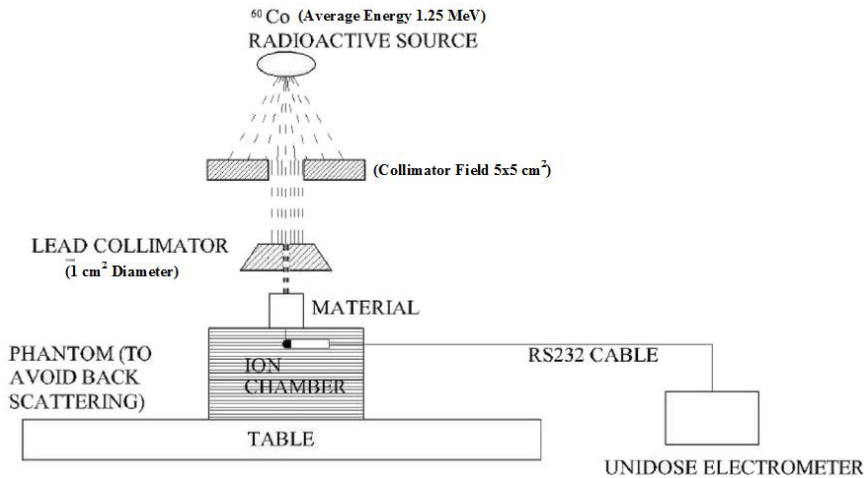 ⁶⁰Co (Average Energy 1.25 MeV)
RADIOACTIVE SOURCE
(Collimator Field 5x5 cm²)
LEAD COLLIMATOR
(1 cm² Diameter)
MATERIAL
PHANTOM (TO
AVOID BACK
SCATTERING)
ION
CHAMBER
RS232 CABLE
TABLE
UNIDOSE ELECTROMETER